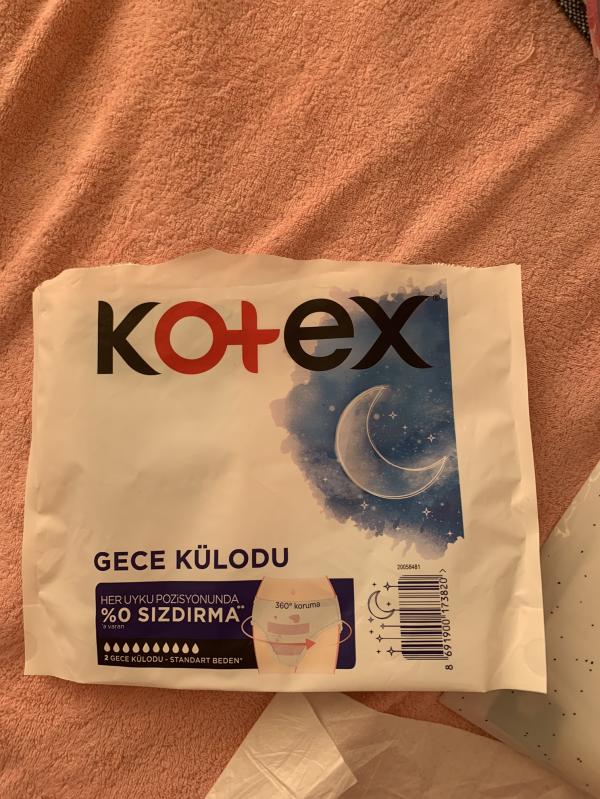 Kotex®
GECE KÜLODU
20058481
HER UYKU POZİSYONUNDA
%0 SIZDIRMA**
'a varan
360° koruma
2 GECE KÜLODU - STANDART BEDEN*
8 691900 173820 >